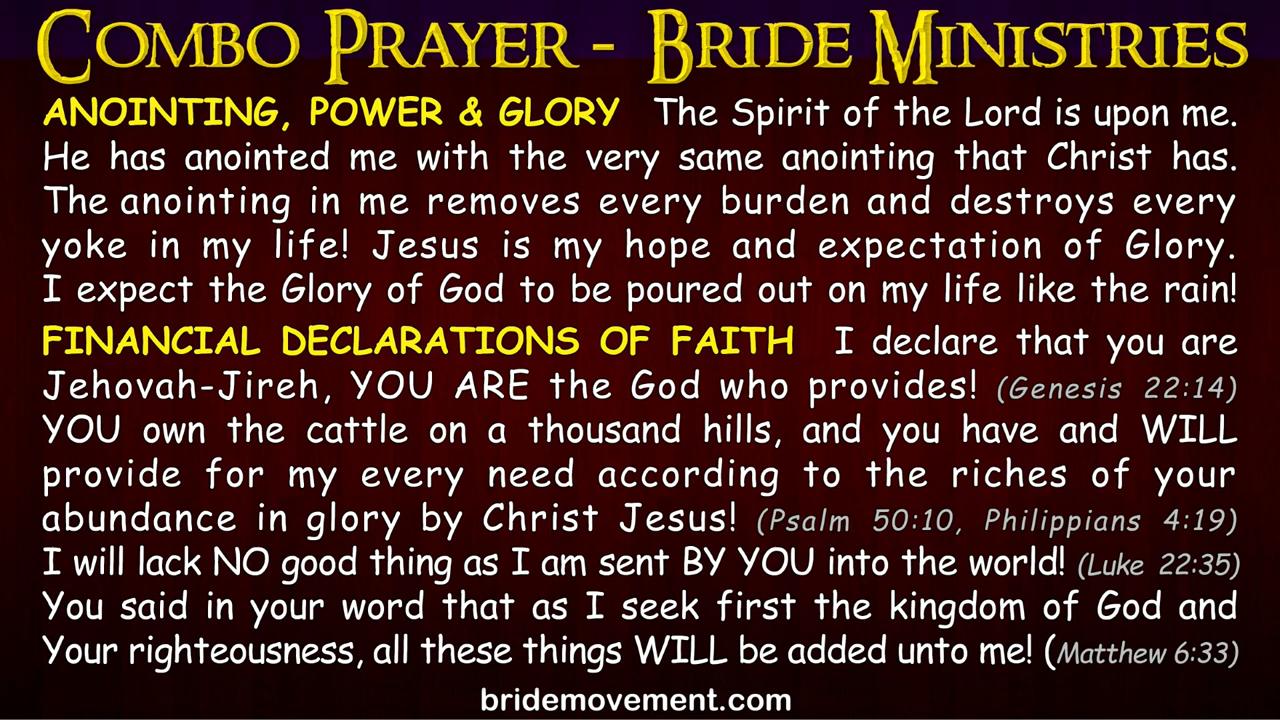 COMBO PRAYER - BRIDE MINISTRIES
ANOINTING, POWER & GLORY The Spirit of the Lord is upon me.
He has anointed me with the very same anointing that Christ has.
The anointing in me removes every burden and destroys every
yoke in my life! Jesus is my hope and expectation of Glory.
I expect the Glory of God to be poured out on my life like the rain!
FINANCIAL DECLARATIONS OF FAITH I declare that you are
Jehovah-Jireh, YOU ARE the God who provides! (Genesis 22:14)
YOU own the cattle on a thousand hills, and you have and WILL
provide for my every need according to the riches of your
abundance in glory by Christ Jesus! (Psalm 50:10, Philippians 4:19)
I will lack NO good thing as I am sent BY YOU into the world! (Luke 22:35)
You said in your word that as I seek first the kingdom of God and
Your righteousness, all these things WILL be added unto me! (Matthew 6:33)
bridemovement.com